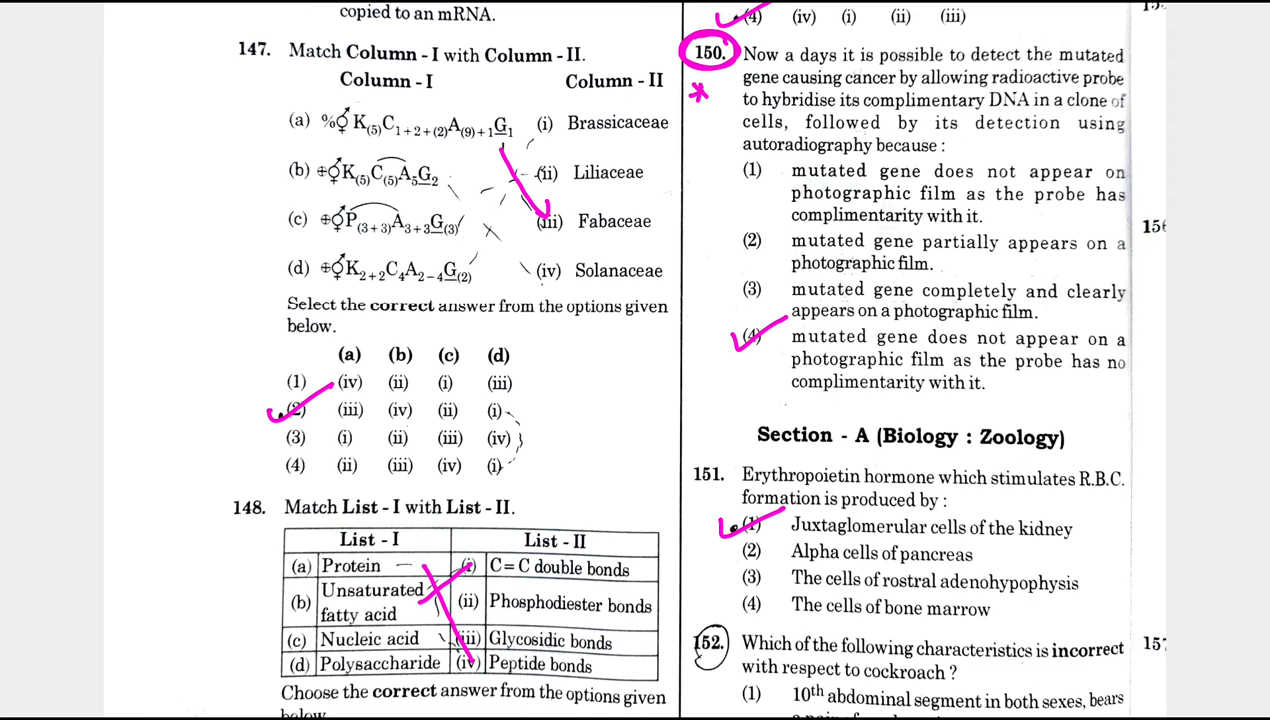 copied to an mRNA.
147. Match Column - I with Column - II.
Column - I Column - II
(a) %⚥K(5)C1+2+(2)A(9)+1G1 (i) Brassicaceae
(b) ⊕⚥K(5)C(5)A5G2 (ii) Liliaceae
(c) ⊕⚥P(3+3)A3+3G(3) (iii) Fabaceae
(d) ⊕⚥K2+2C4A2-4G(2) (iv) Solanaceae
Select the correct answer from the options given
below.
(a) (b) (c) (d)
(1) (iv) (ii) (i) (iii)
(2) (iii) (iv) (ii) (i)
(3) (i) (ii) (iii) (iv)
(4) (ii) (iii) (iv) (i)
148. Match List - I with List - II.
List - I List - II
(a) Protein (i) C=C double bonds
(b) Unsaturated
fatty acid (ii) Phosphodiester bonds
(c) Nucleic acid (iii) Glycosidic bonds
(d) Polysaccharide (iv) Peptide bonds
Choose the correct answer from the options given
below
(4) (iv) (i) (ii) (iii)
150. Now a days it is possible to detect the mutated
gene causing cancer by allowing radioactive probe
to hybridise its complimentary DNA in a clone of
cells, followed by its detection using
autoradiography because :
(1) mutated gene does not appear on
photographic film as the probe has
complimentarity with it.
(2) mutated gene partially appears on a
photographic film.
(3) mutated gene completely and clearly
appears on a photographic film.
(4) mutated gene does not appear on a
photographic film as the probe has no
complimentarity with it.
Section - A (Biology : Zoology)
151. Erythropoietin hormone which stimulates R.B.C.
formation is produced by :
(1) Juxtaglomerular cells of the kidney
(2) Alpha cells of pancreas
(3) The cells of rostral adenohypophysis
(4) The cells of bone marrow
152. Which of the following characteristics is incorrect
with respect to cockroach ?
(1) 10th abdominal segment in both sexes, bears